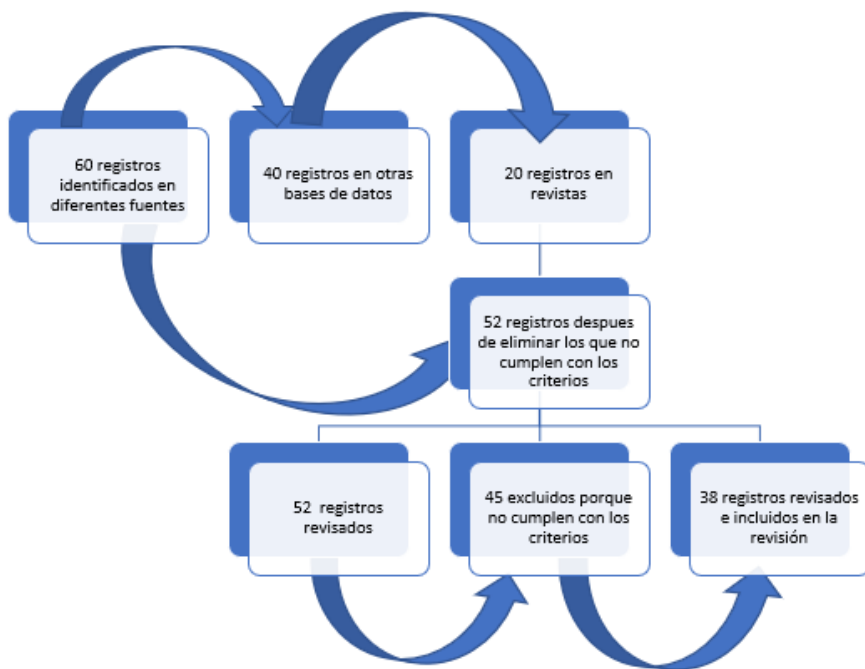 60 registros
identificados en
diferentes fuentes
40 registros en otras
bases de datos
20 registros en
revistas
52 registros despues
de eliminar los que no
cumplen con los
criterios
52 registros
revisados
45 excluidos porque
no cumplen con los
criterios
38 registros revisados
e incluidos en la
revisión